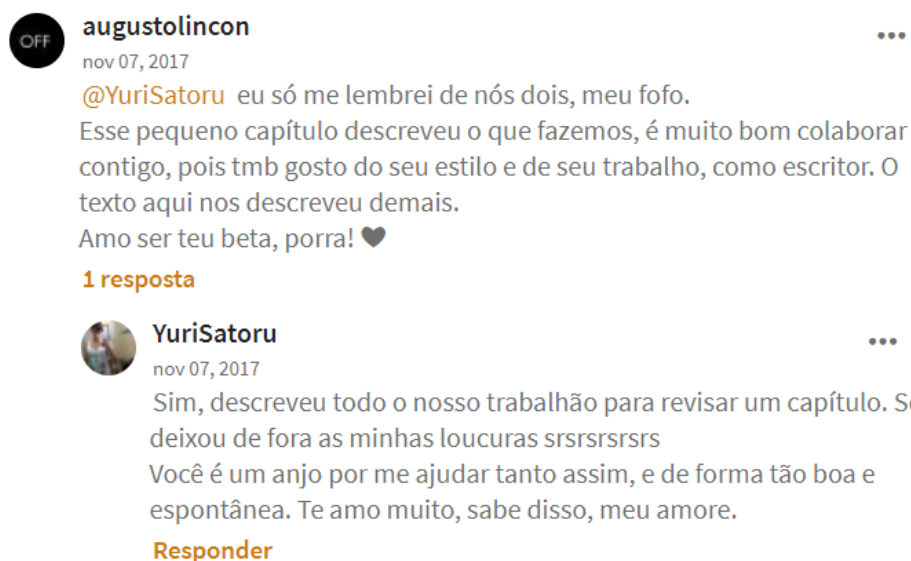 OFF
augustolincon
nov 07, 2017
@YuriSatoru eu só me lembrei de nós dois, meu fofo.
Esse pequeno capítulo descreveu o que fazemos, é muito bom colaborar
contigo, pois tmb gosto do seu estilo e de seu trabalho, como escritor. O
texto aqui nos descreveu demais.
Amo ser teu beta, porra! 🖤
1 resposta
YuriSatoru
nov 07, 2017
Sim, descreveu todo o nosso trabalhão para revisar um capítulo.
deixou de fora as minhas loucuras srsrsrsrsrs
Você é um anjo por me ajudar tanto assim, e de forma tão boa e
espontânea. Te amo muito, sabe disso, meu amore.
Responder